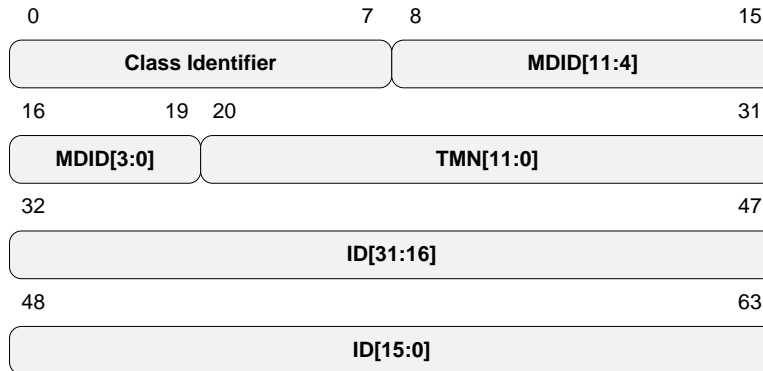 0 7 8 15
Class Identifier MDID[11:4]
16 19 20 31
MDID[3:0] TMN[11:0]
32 47
ID[31:16]
48 63
ID[15:0]